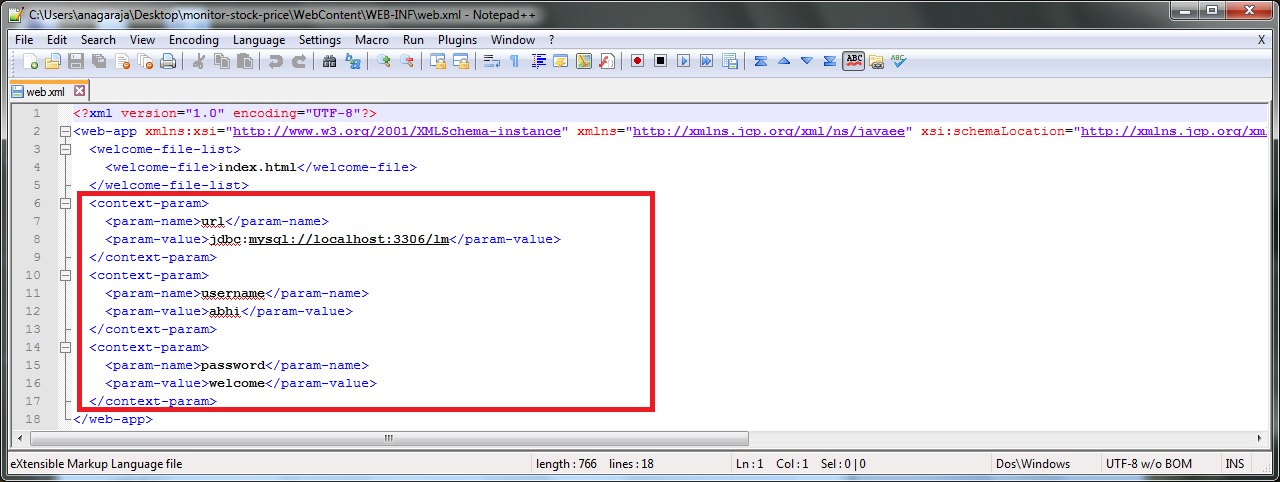 C:\Users\anagaraja\Desktop\monitor-stock-price\WebContent\WEB-INF\web.xml - Notepad++
File Edit Search View Encoding Language Settings Macro Run Plugins Window ? X
web.xml
1 <?xml version="1.0" encoding="UTF-8"?>
2 <web-app xmlns:xsi="http://www.w3.org/2001/XMLSchema-instance" xmlns="http://xmlns.jcp.org/xml/ns/javaee" xsi:schemaLocation="http://xmlns.jcp.org/xml
3 <welcome-file-list>
4 <welcome-file>index.html</welcome-file>
5 </welcome-file-list>
6 <context-param>
7 <param-name>url</param-name>
8 <param-value>jdbc:mysql://localhost:3306/lm</param-value>
9 </context-param>
10 <context-param>
11 <param-name>username</param-name>
12 <param-value>abhi</param-value>
13 </context-param>
14 <context-param>
15 <param-name>password</param-name>
16 <param-value>welcome</param-value>
17 </context-param>
18 </web-app>
eXtensible Markup Language file length : 766 lines : 18 Ln : 1 Col : 1 Sel : 0 | 0 Dos\Windows UTF-8 w/o BOM INS